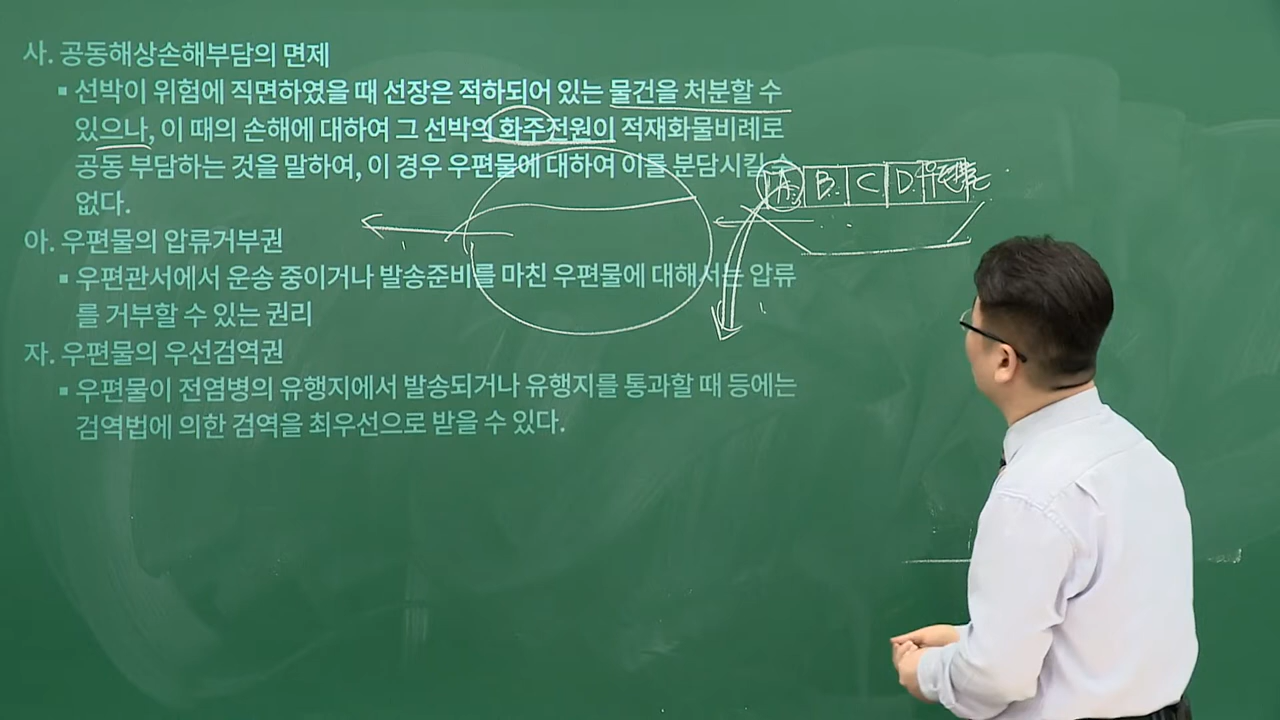 사. 공동해상손해부담의 면제
▪ 선박이 위험에 직면하였을 때 선장은 적하되어 있는 물건을 처분할 수
있으나, 이 때의 손해에 대하여 그 선박의 화주전원이 적재화물비례로
공동 부담하는 것을 말하여, 이 경우 우편물에 대하여 이를 분담시킬 수
없다.
A B C D 우편물
아. 우편물의 압류거부권
▪ 우편관서에서 운송 중이거나 발송준비를 마친 우편물에 대해서는 압류
를 거부할 수 있는 권리
자. 우편물의 우선검역권
▪ 우편물이 전염병의 유행지에서 발송되거나 유행지를 통과할 때 등에는
검역법에 의한 검역을 최우선으로 받을 수 있다.